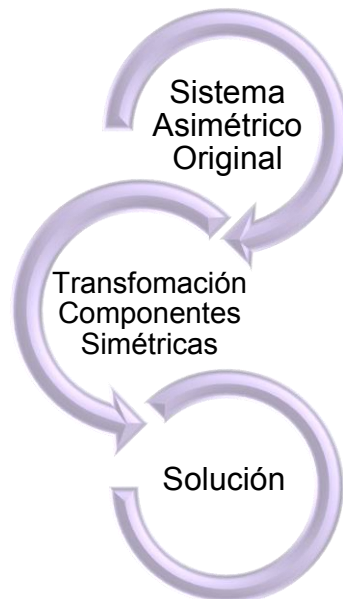 Sistema
Asimétrico
Original
Transfomación
Componentes
Simétricas
Solución